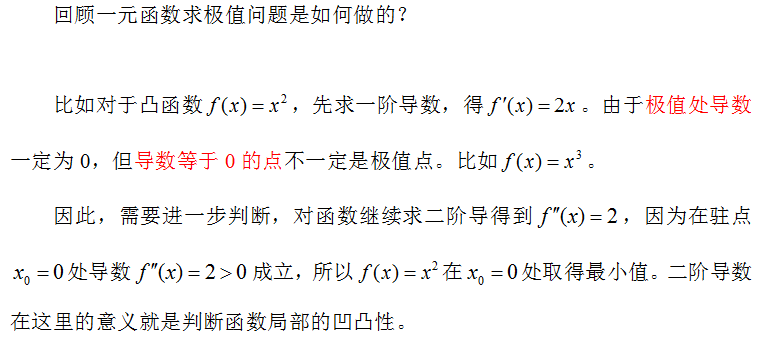 回顾一元函数求极值问题是如何做的？
比如对于凸函数 f(x) = x²，先求一阶导数，得 f′(x) = 2x。由于极值处导数
一定为 0，但导数等于 0 的点不一定是极值点。比如 f(x) = x³。
因此，需要进一步判断，对函数继续求二阶导得到 f″(x) = 2，因为在驻点
x₀ = 0 处导数 f″(x) = 2 > 0 成立，所以 f(x) = x² 在 x₀ = 0 处取得最小值。二阶导数
在这里的意义就是判断函数局部的凹凸性。